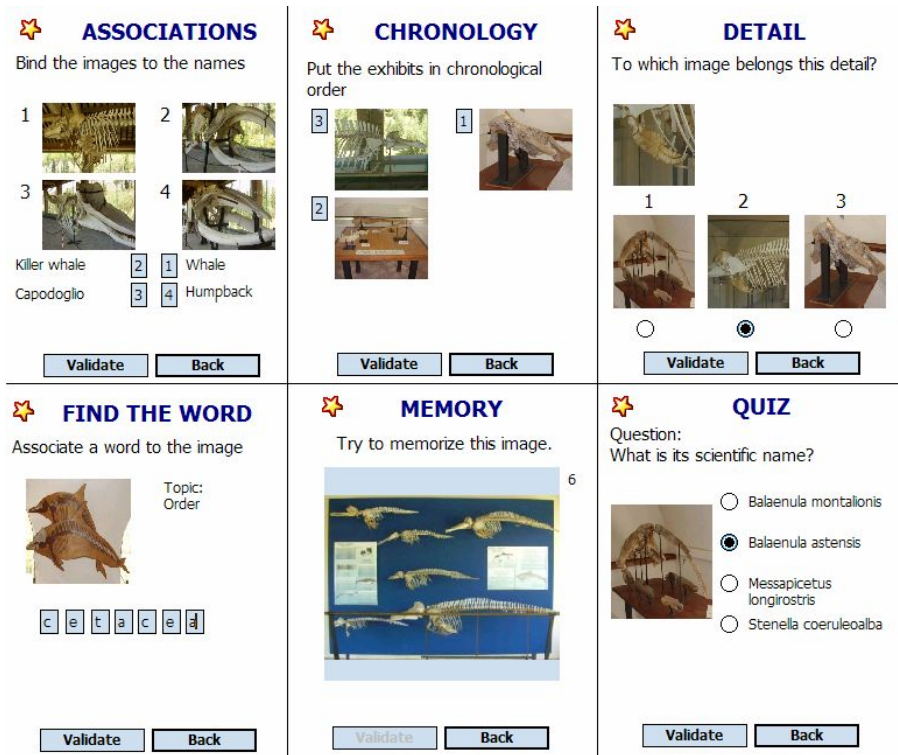 ASSOCIATIONS
Bind the images to the names
1
2
3
4
Killer whale 2 1 Whale
Capodoglio 3 4 Humpback
Validate Back
CHRONOLOGY
Put the exhibits in chronological
order
3 1
2
DETAIL
To which image belongs this detail?
1 2 3
Validate Back
FIND THE WORD
Associate a word to the image
Topic:
Order
c e t a c e a
Validate Back
MEMORY
Try to memorize this image.
6
Validate Back
QUIZ
Question:
What is its scientific name?
Balaenula montalionis
Balaenula astensis
Messapicetus
longirostris
Stenella coeruleoalba
Validate Back